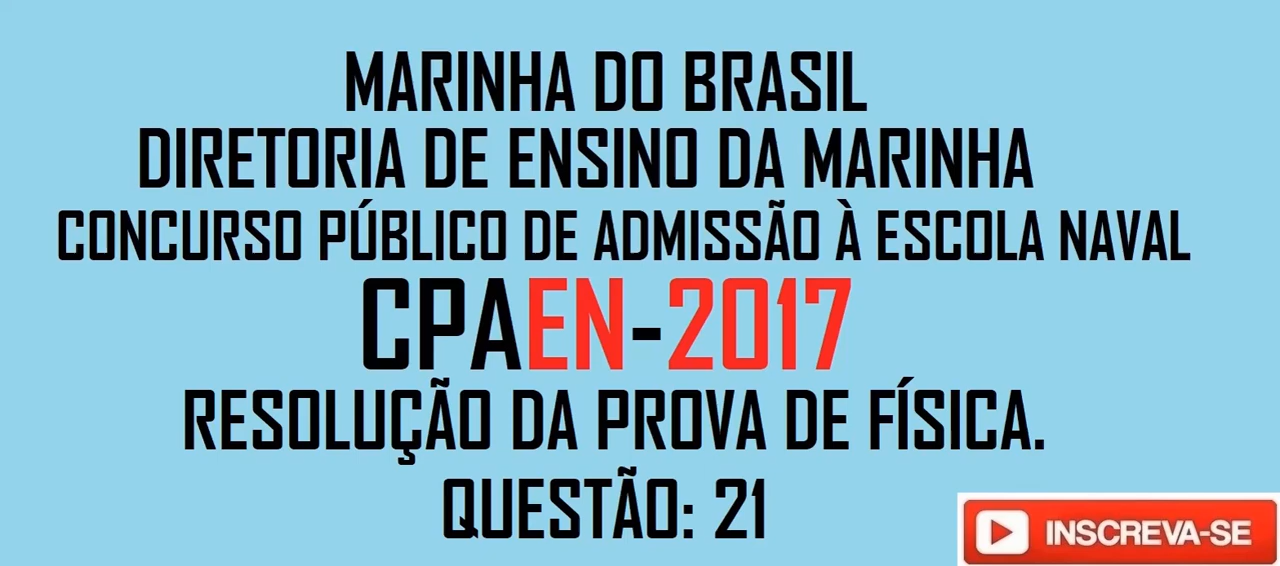 MARINHA DO BRASIL
DIRETORIA DE ENSINO DA MARINHA
CONCURSO PÚBLICO DE ADMISSÃO À ESCOLA NAVAL
CPAEN-2017
RESOLUÇÃO DA PROVA DE FÍSICA.
QUESTÃO: 21
INSCREVA-SE